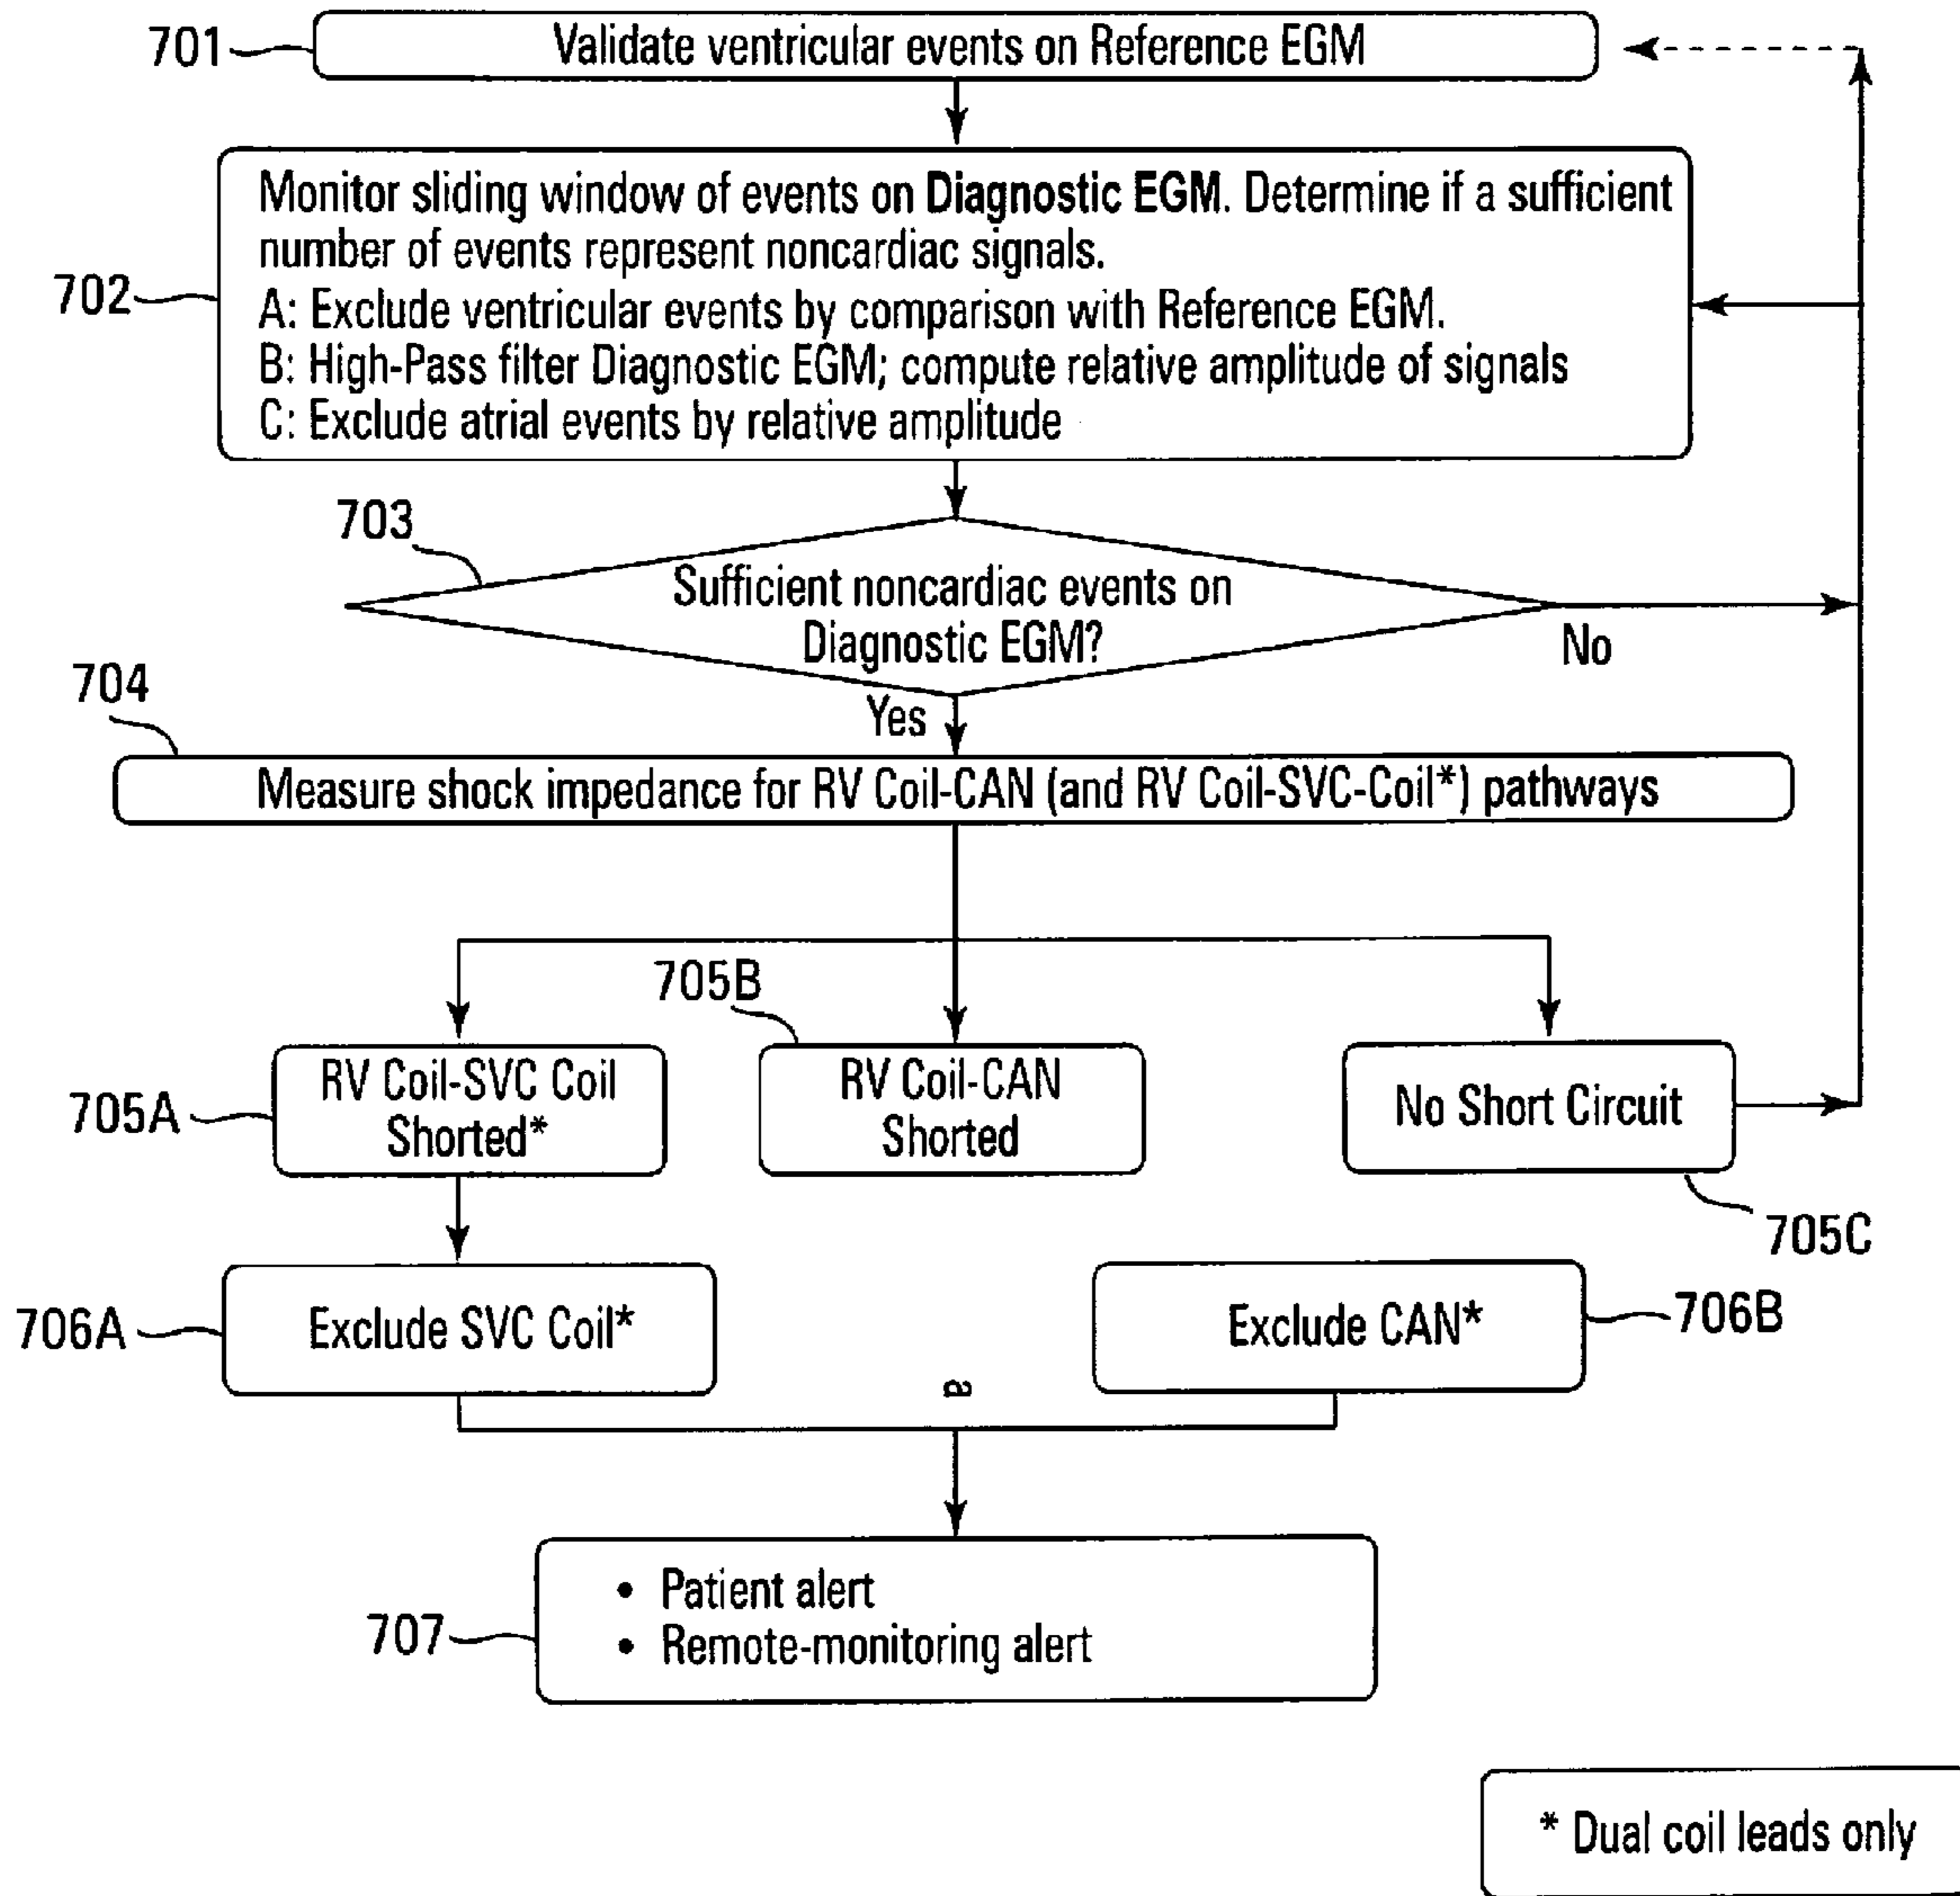 701
Validate ventricular events on Reference EGM
702
Monitor sliding window of events on Diagnostic EGM. Determine if a sufficient
number of events represent noncardiac signals.
A: Exclude ventricular events by comparison with Reference EGM.
B: High-Pass filter Diagnostic EGM; compute relative amplitude of signals
C: Exclude atrial events by relative amplitude
703
Sufficient noncardiac events on
Diagnostic EGM?
No
Yes
704
Measure shock impedance for RV Coil-CAN (and RV Coil-SVC-Coil*) pathways
705A
RV Coil-SVC Coil
Shorted*
705B
RV Coil-CAN
Shorted
No Short Circuit
705C
706A
Exclude SVC Coil*
Exclude CAN*
706B
a
707
• Patient alert
• Remote-monitoring alert
* Dual coil leads only